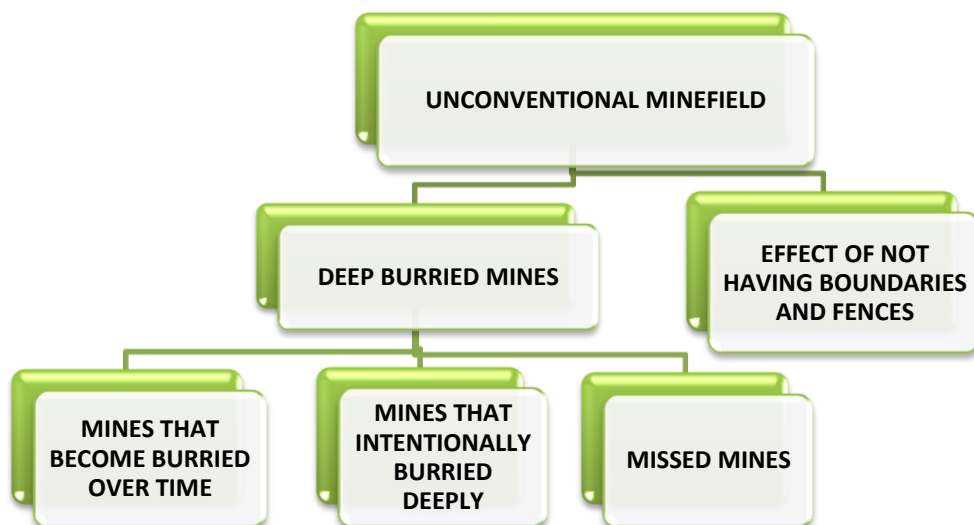 UNCONVENTIONAL MINEFIELD
DEEP BURRIED MINES
EFFECT OF NOT
HAVING BOUNDARIES
AND FENCES
MINES THAT
BECOME BURRIED
OVER TIME
MINES THAT
INTENTIONALLY
BURRIED
DEEPLY
MISSED MINES